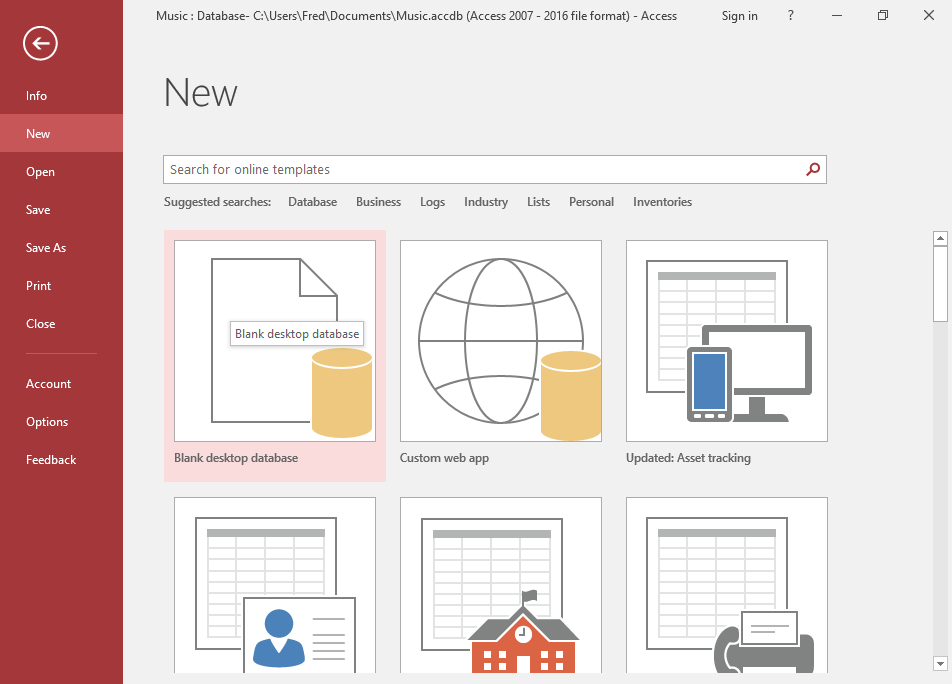 Music : Database- C:\Users\Fred\Documents\Music.accdb (Access 2007 - 2016 file format) - Access Sign in ?
Info
New
Open
Save
Save As
Print
Close
Account
Options
Feedback
New
Search for online templates
Suggested searches: Database Business Logs Industry Lists Personal Inventories
Blank desktop database
Blank desktop database Custom web app Updated: Asset tracking